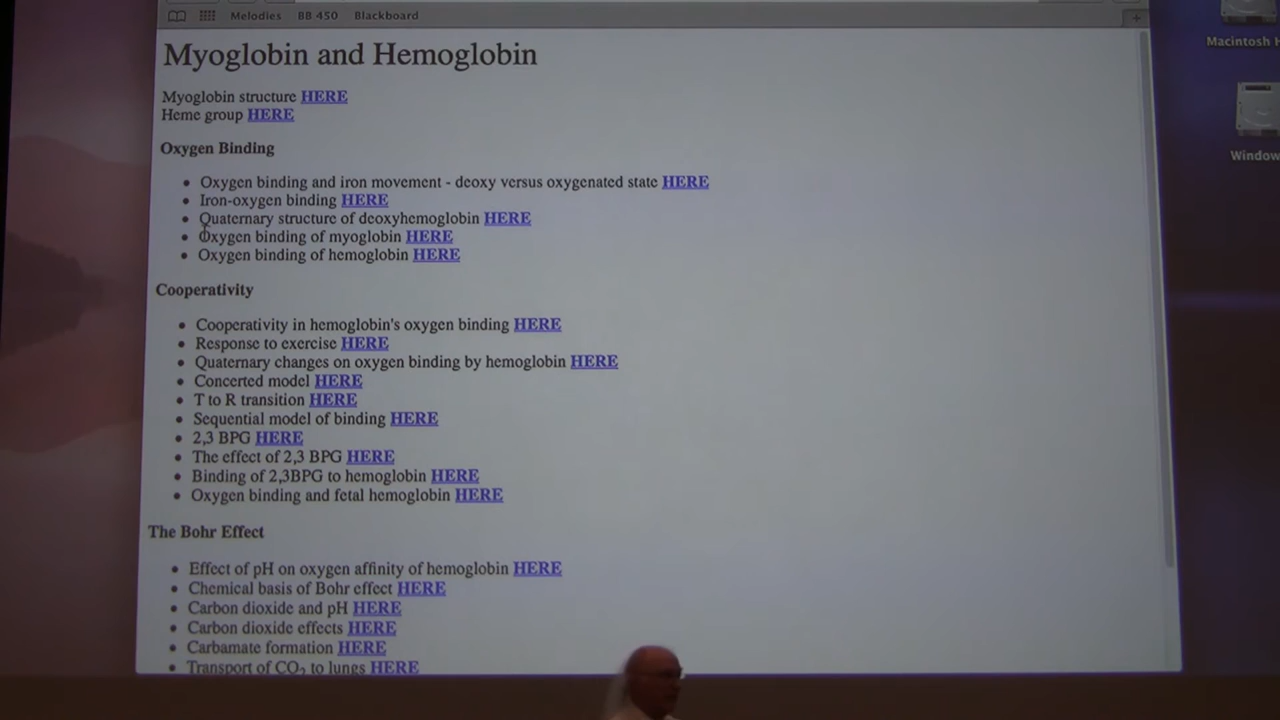 Melodies BB 450 Blackboard
Macintosh H
Myoglobin and Hemoglobin
Myoglobin structure HERE
Heme group HERE
Oxygen Binding
• Oxygen binding and iron movement - deoxy versus oxygenated state HERE
• Iron-oxygen binding HERE
• Quaternary structure of deoxyhemoglobin HERE
• Oxygen binding of myoglobin HERE
• Oxygen binding of hemoglobin HERE
Window
Cooperativity
• Cooperativity in hemoglobin's oxygen binding HERE
• Response to exercise HERE
• Quaternary changes on oxygen binding by hemoglobin HERE
• Concerted model HERE
• T to R transition HERE
• Sequential model of binding HERE
• 2,3 BPG HERE
• The effect of 2,3 BPG HERE
• Binding of 2,3BPG to hemoglobin HERE
• Oxygen binding and fetal hemoglobin HERE
The Bohr Effect
• Effect of pH on oxygen affinity of hemoglobin HERE
• Chemical basis of Bohr effect HERE
• Carbon dioxide and pH HERE
• Carbon dioxide effects HERE
• Carbamate formation HERE
• Transport of CO₂ to lungs HERE